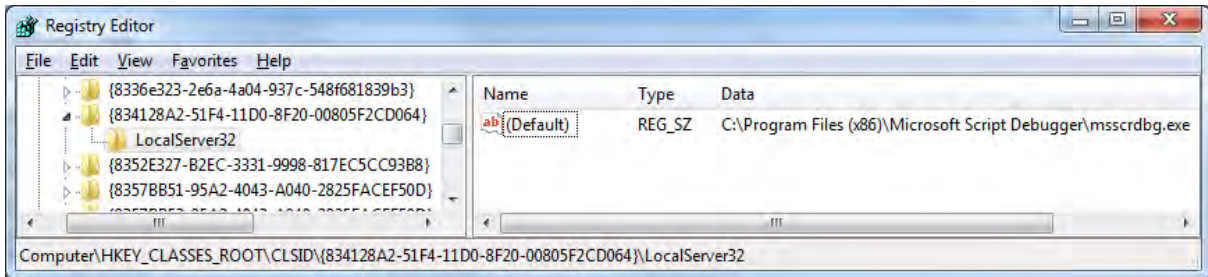 Registry Editor
File Edit View Favorites Help
{8336e323-2e6a-4a04-937c-548f681839b3}
{834128A2-51F4-11D0-8F20-00805F2CD064}
LocalServer32
{8352E327-B2EC-3331-9998-817EC5CC93B8}
{8357BB51-95A2-4043-A040-2825FACEF50D}
Name Type Data
ab (Default) REG_SZ C:\Program Files (x86)\Microsoft Script Debugger\msscrdbg.exe
Computer\HKEY_CLASSES_ROOT\CLSID\{834128A2-51F4-11D0-8F20-00805F2CD064}\LocalServer32